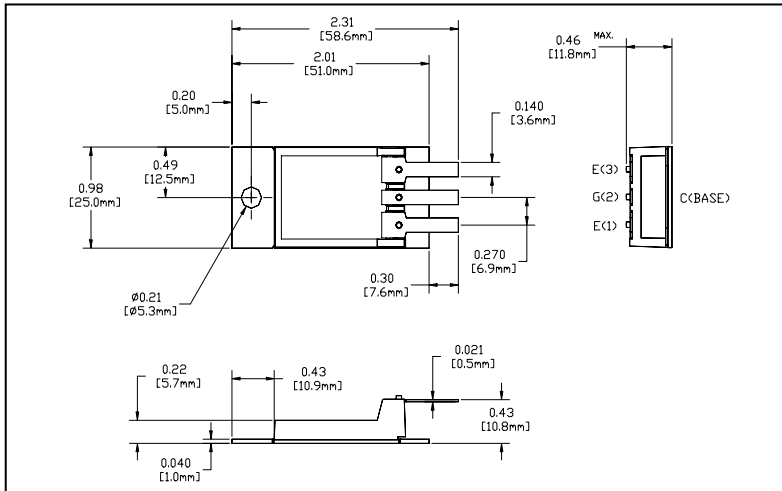 2.31
[58.6mm]
2.01
[51.0mm]
0.20
[5.0mm]
0.49
[12.5mm]
0.98
[25.0mm]
Ø0.21
[Ø5.3mm]
0.140
[3.6mm]
0.270
[6.9mm]
0.30
[7.6mm]
0.46 MAX.
[11.8mm]
E(3)
G(2)
E(1)
C(BASE)
0.22
[5.7mm]
0.43
[10.9mm]
0.021
[0.5mm]
0.43
[10.8mm]
0.040
[1.0mm]